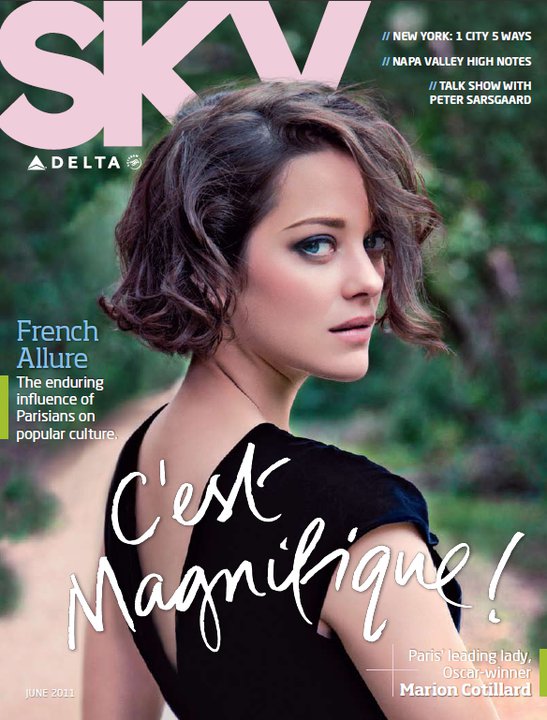 SKY
DELTA
// NEW YORK: 1 CITY 5 WAYS
// NAPA VALLEY HIGH NOTES
// TALK SHOW WITH
PETER SARSGAARD
French
Allure
The enduring
influence of
Parisians on
popular culture.
C'est
Magnifique!
Paris' leading lady,
Oscar-winner
Marion Cotillard
JUNE 2011